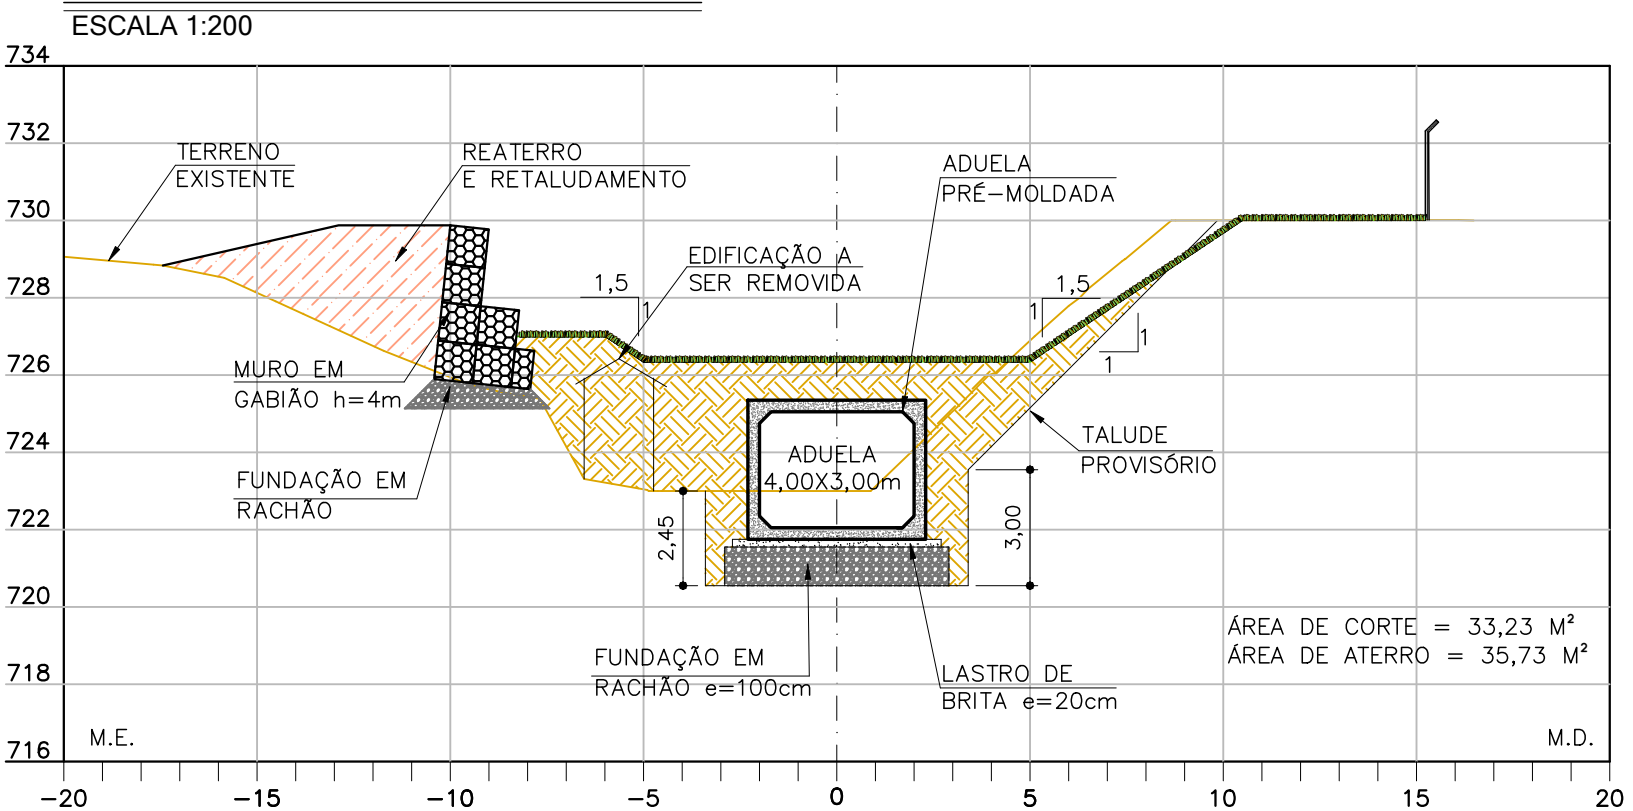 ESCALA 1:200
734
732
730
728
726
724
722
720
718
716
TERRENO
EXISTENTE
REATERRO
E RETALUDAMENTO
ADUELA
PRÉ-MOLDADA
EDIFICAÇÃO A
SER REMOVIDA
1,5
1
1,5
1
1
1
MURO EM
GABIÃO h=4m
FUNDAÇÃO EM
RACHÃO
ADUELA
4,00X3,00m
TALUDE
PROVISÓRIO
2,45
3,00
FUNDAÇÃO EM
RACHÃO e=100cm
LASTRO DE
BRITA e=20cm
ÁREA DE CORTE = 33,23 M²
ÁREA DE ATERRO = 35,73 M²
M.E.
M.D.
-20 -15 -10 -5 0 5 10 15 20